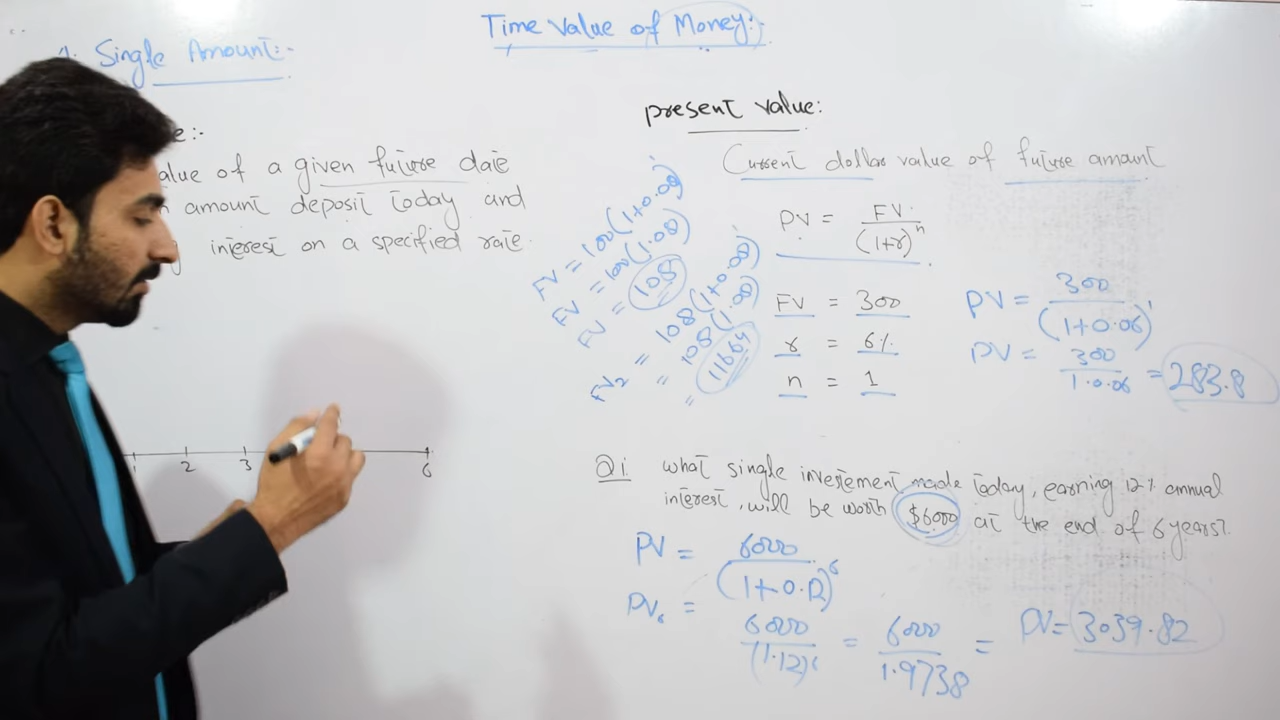 Time Value of Money:-
1. Single Amount:-
e:-
alue of a given future date
amount deposit today and
g interest on a specified rate.
1 2 3 6
present value:
Current dollar value of future amount
PV = FV / (1+r)^n
FV = 300
r = 6%
n = 1
PV = 300 / (1+0.06)^1
PV = 300 / 1.0.06 = 283.8
FV = 100(1+0.08)^1
FV = 100(1.08)
FV = 108
FV2 = 108(1+0.08)^1
= 108(1.08)
= 116.64
Q1 what single investement made today, earning 12% annual
interest, will be worth $6000 at the end of 6 years?
PV = 6000 / (1+0.12)^6
PV6 = 6000 / (1.12)^6 = 6000 / 1.9738 = PV = 3039.82